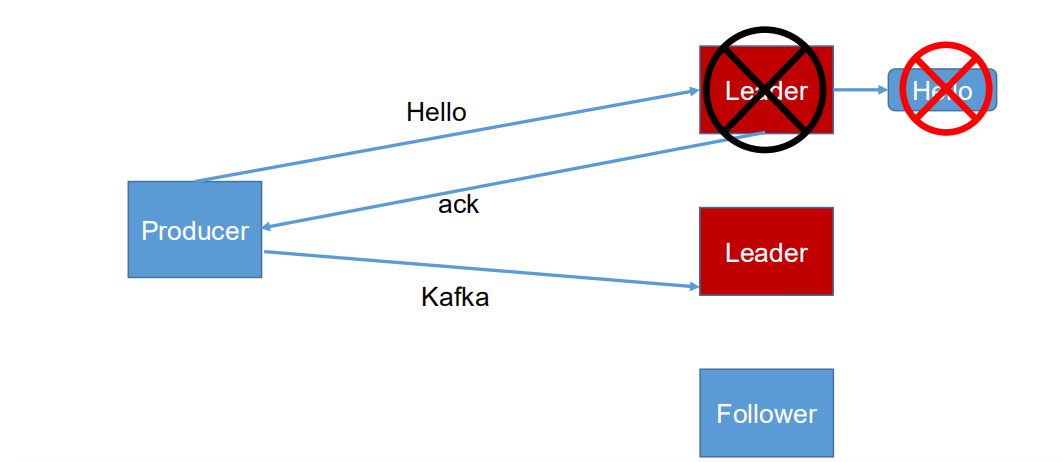 Leader
Hello
Hello
ack
Producer
Leader
Kafka
Follower